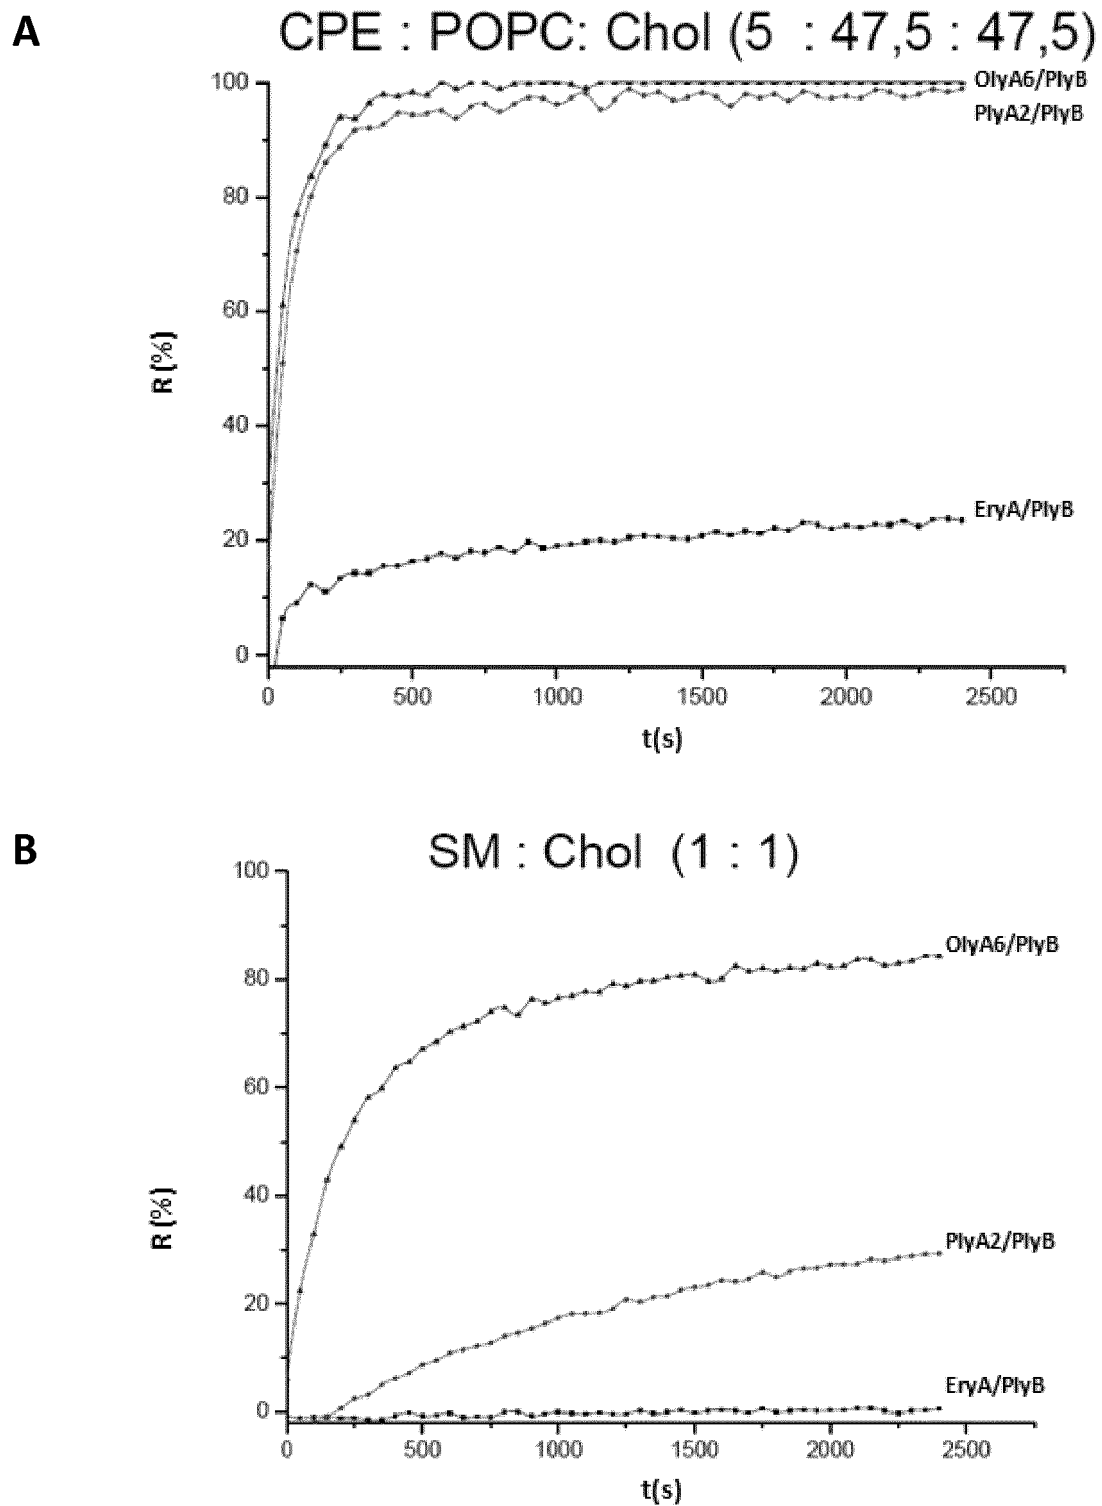 A
CPE : POPC: Chol (5 : 47,5 : 47,5)
100
80
60
40
20
0
R(%)
OlyA6/PlyB
PlyA2/PlyB
EryA/PlyB
0 500 1000 1500 2000 2500
t(s)
B
SM : Chol (1 : 1)
100
80
60
40
20
0
R(%)
OlyA6/PlyB
PlyA2/PlyB
EryA/PlyB
0 500 1000 1500 2000 2500
t(s)